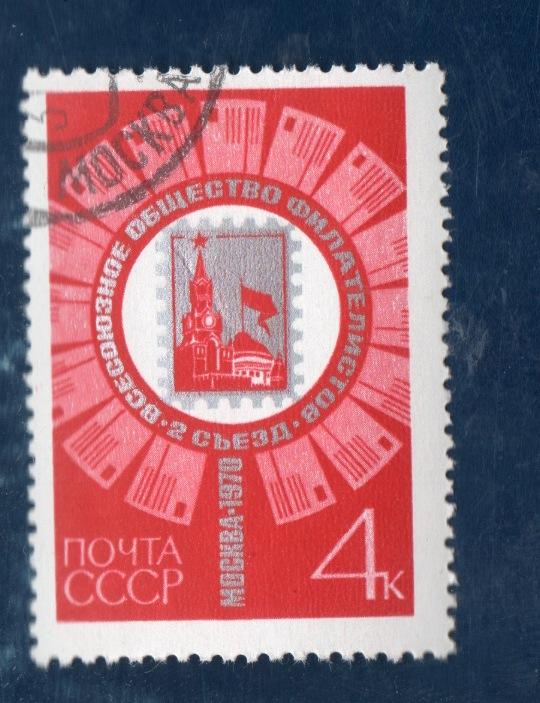 МОСКВА
ВСЕСОЮЗНОЕ ОБЩЕСТВО ФИЛАТЕЛИСТОВ
· 2 СЪЕЗД ·
МОСКВА·1970
ПОЧТА
СССР
4к